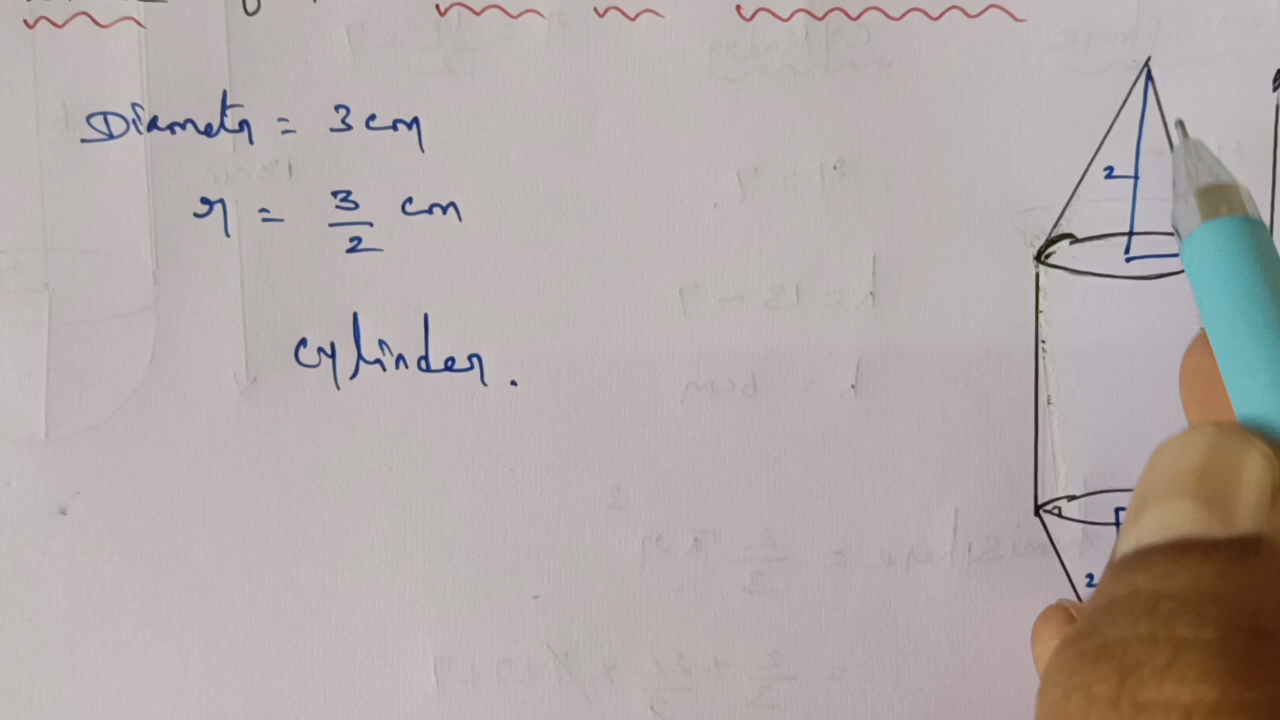 Diameter = 3 cm
r = 3/2 cm
cylinder.
2
2